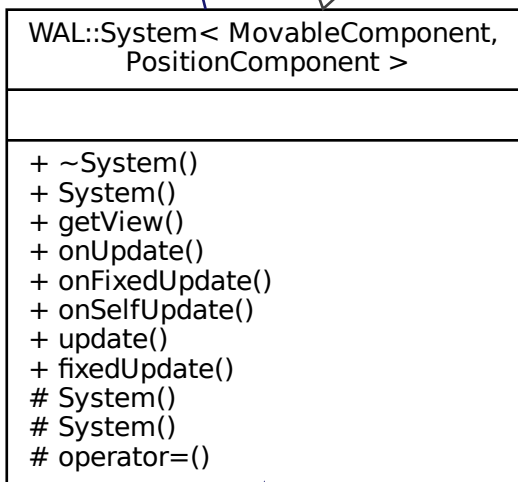 WAL::System< MovableComponent,
PositionComponent >
+ ~System()
+ System()
+ getView()
+ onUpdate()
+ onFixedUpdate()
+ onSelfUpdate()
+ update()
+ fixedUpdate()
# System()
# System()
# operator=()